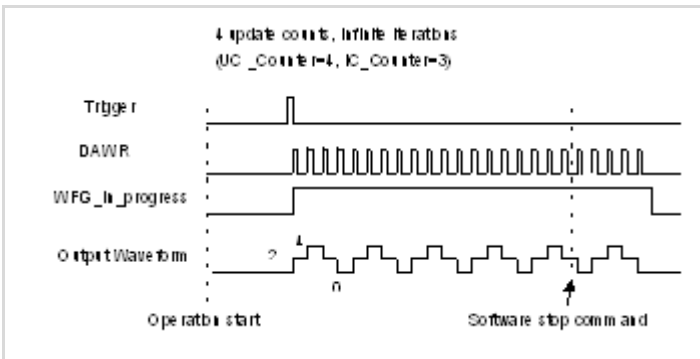 4 update counts, infinite iterations
(UC_Counter=4, IC_Counter=3)
Trigger
DAWR
WFG_in_progress
Output Waveform
2
4
0
Operation start
Software stop command